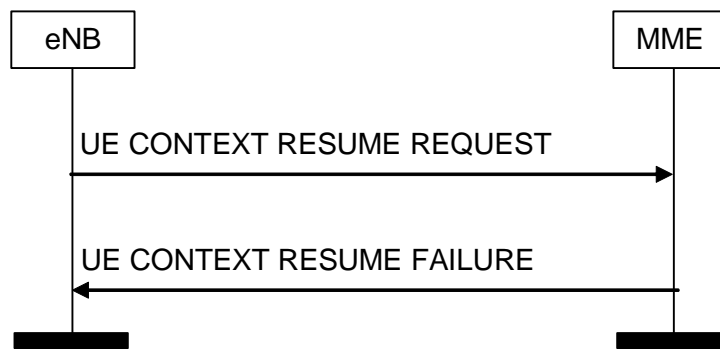 eNB
MME
UE CONTEXT RESUME REQUEST
UE CONTEXT RESUME FAILURE